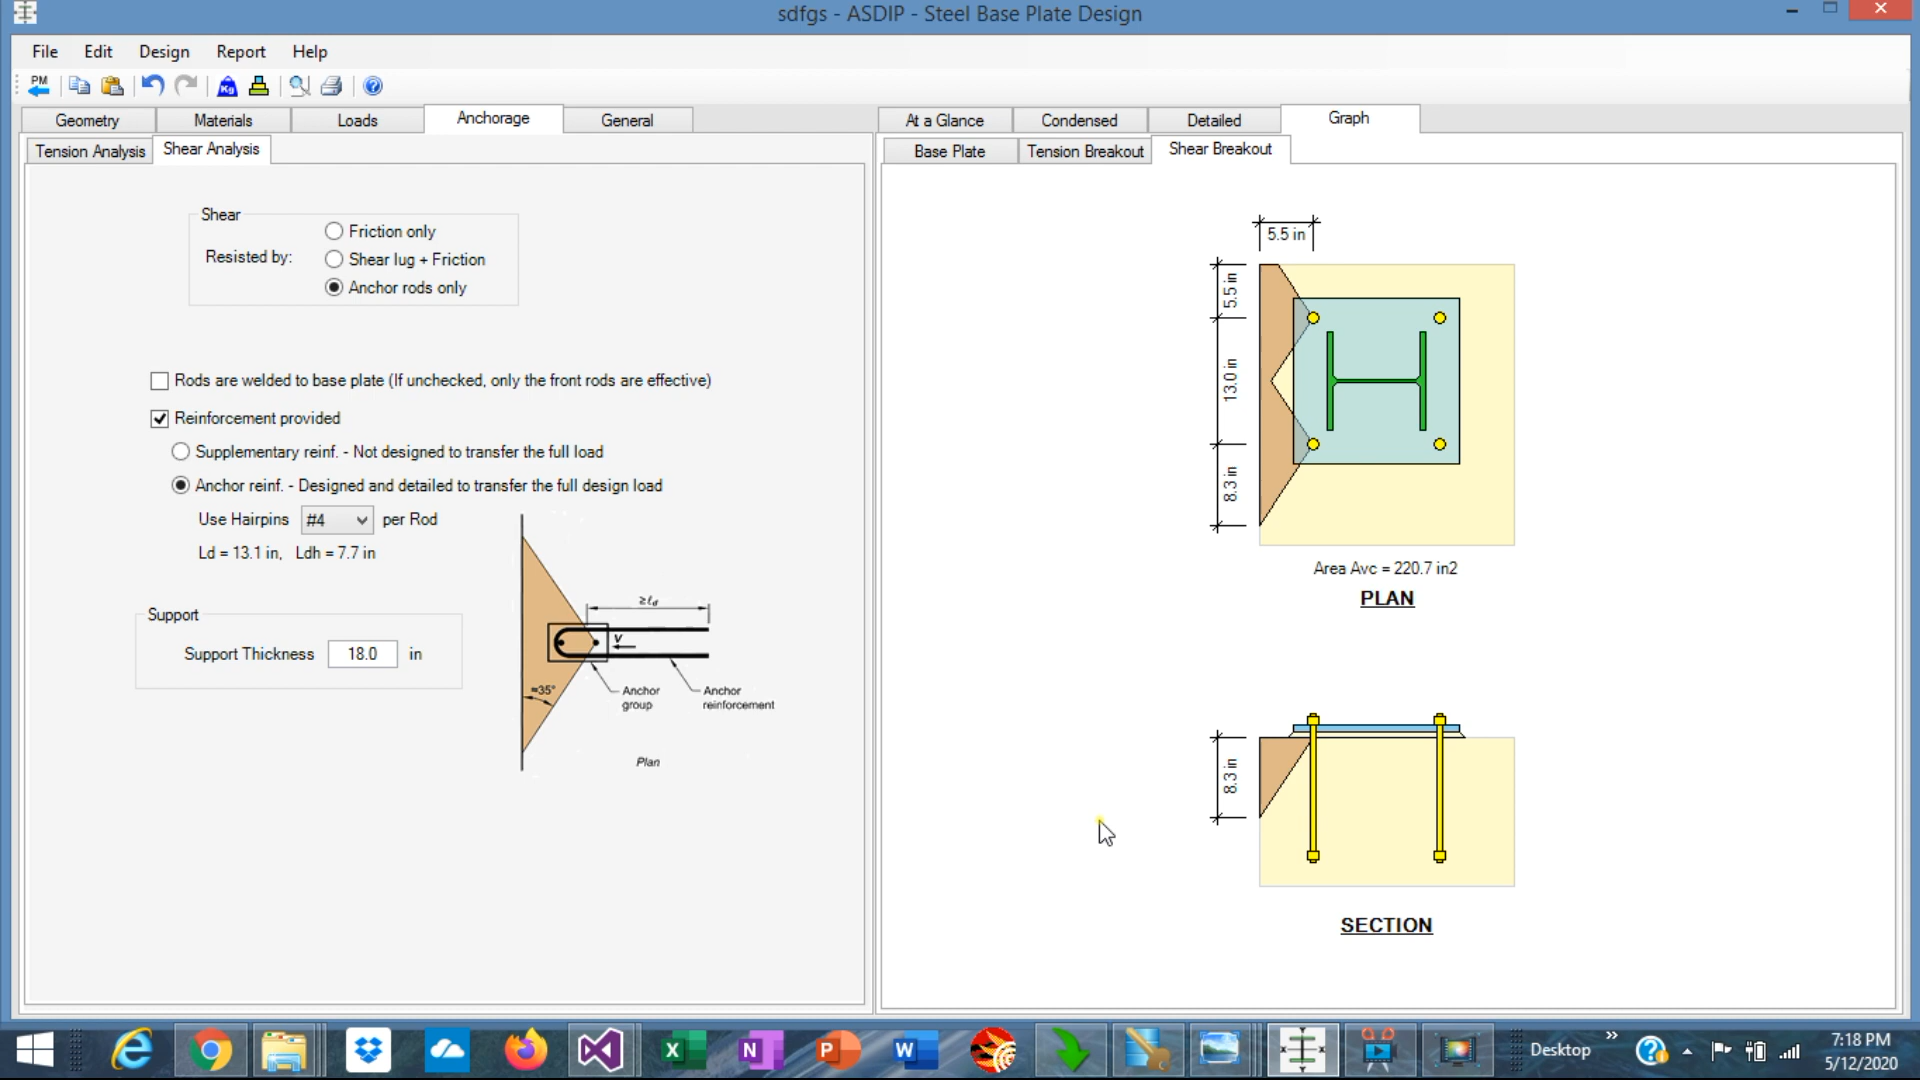 sdfgs - ASDIP - Steel Base Plate Design
File Edit Design Report Help
PM Kg
Geometry Materials Loads Anchorage General
At a Glance Condensed Detailed Graph
Tension Analysis Shear Analysis
Base Plate Tension Breakout Shear Breakout
Shear
Resisted by:
Friction only
Shear lug + Friction
Anchor rods only
Rods are welded to base plate (If unchecked, only the front rods are effective)
Reinforcement provided
Supplementary reinf. - Not designed to transfer the full load
Anchor reinf. - Designed and detailed to transfer the full design load
Use Hairpins #4 per Rod
Ld = 13.1 in, Ldh = 7.7 in
Support
Support Thickness 18.0 in
≥ℓd
V
≈35°
Anchor group
Anchor reinforcement
Plan
5.5 in
5.5 in
13.0 in
8.3 in
Area Avc = 220.7 in2
PLAN
8.3 in
SECTION
Desktop
7:18 PM
5/12/2020